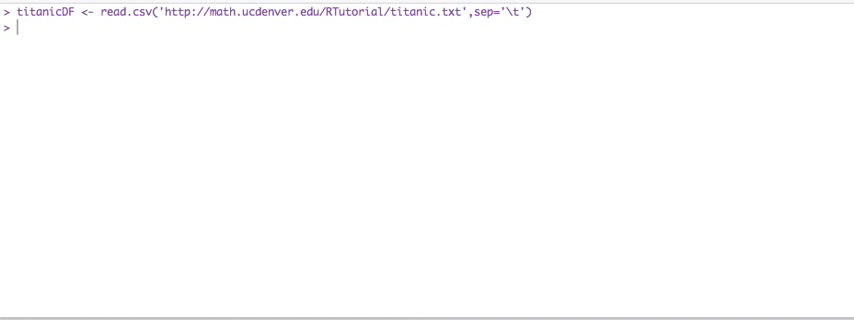 > titanicDF <- read.csv('http://math.ucdenver.edu/RTutorial/titanic.txt',sep='\t')
>